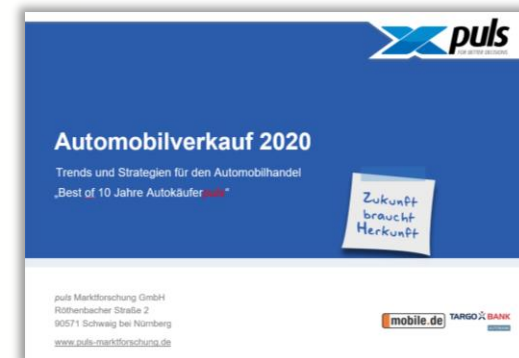 puls
FOR BETTER DECISIONS
Automobilverkauf 2020
Trends und Strategien für den Automobilhandel
„Best of 10 Jahre Autokäuferpuls“
Zukunft
braucht
Herkunft
puls Marktforschung GmbH
Röthenbacher Straße 2
90571 Schwaig bei Nürnberg
www.puls-marktforschung.de
mobile.de
TARGO BANK